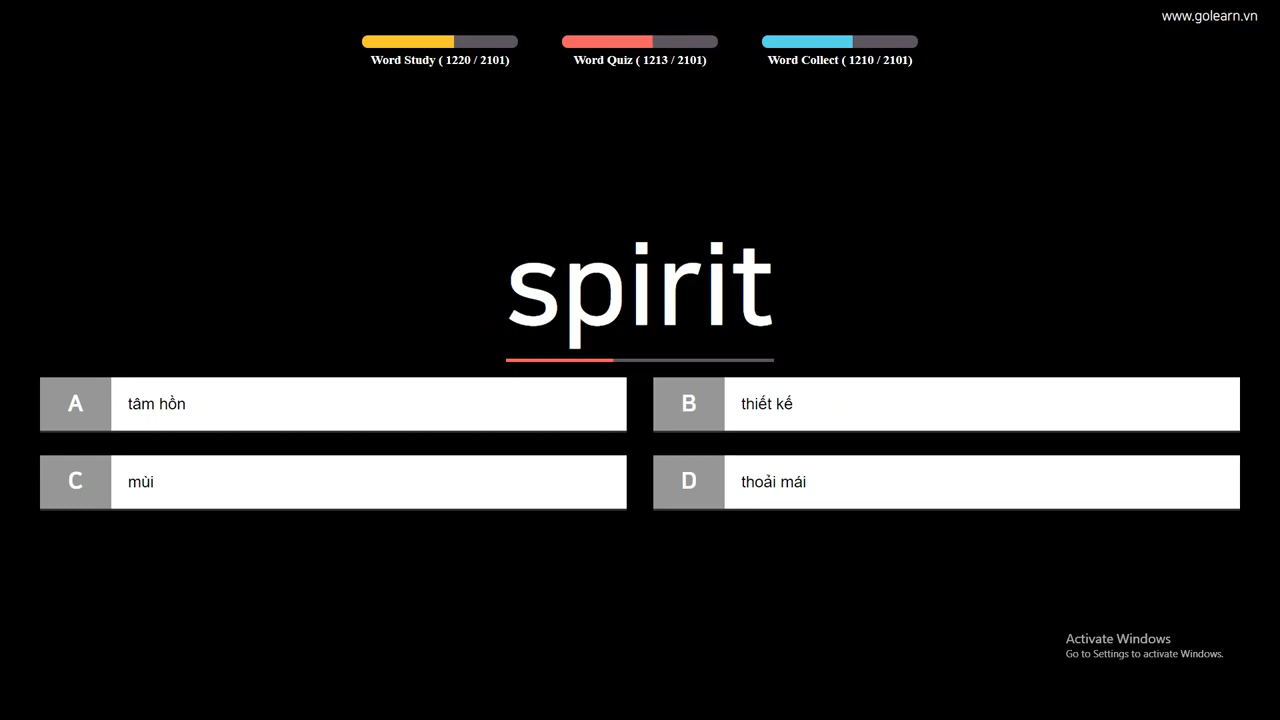 www.golearn.vn
Word Study ( 1220 / 2101)
Word Quiz ( 1213 / 2101)
Word Collect ( 1210 / 2101)
spirit
A tâm hồn
B thiết kế
C mùi
D thoải mái
Activate Windows
Go to Settings to activate Windows.